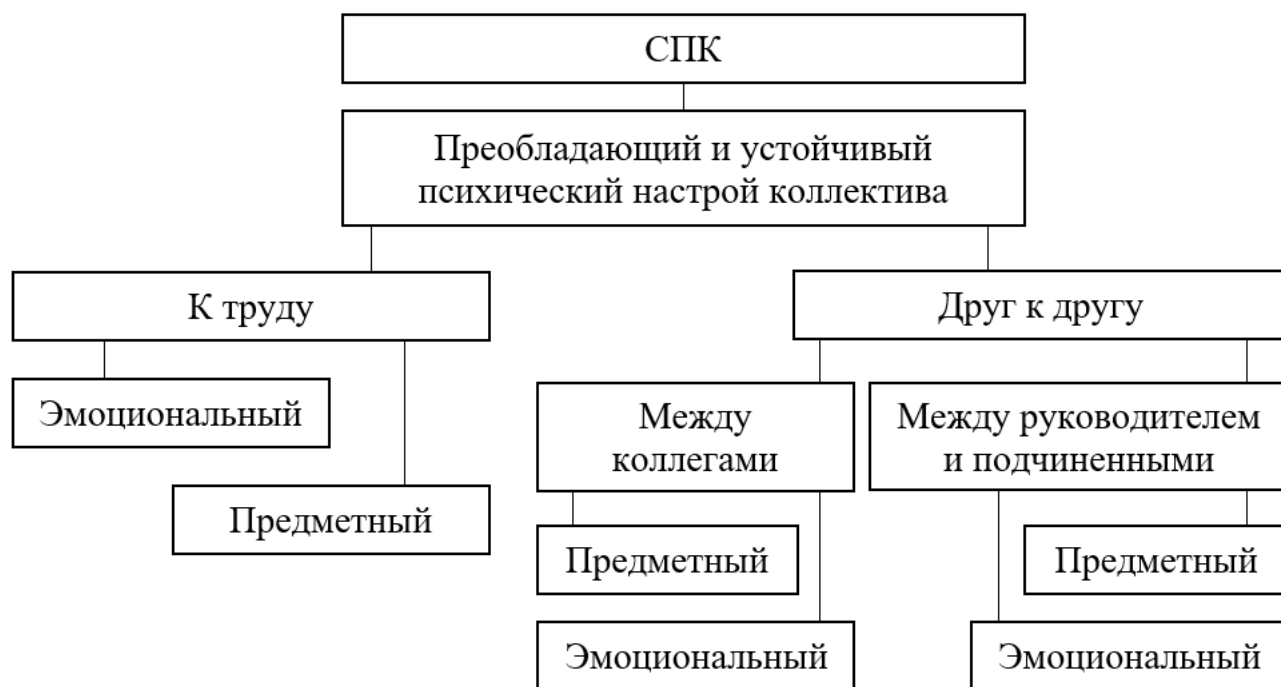 СПК
Преобладающий и устойчивый
психический настрой коллектива
К труду
Друг к другу
Эмоциональный
Между
коллегами
Между руководителем
и подчиненными
Предметный
Предметный
Предметный
Эмоциональный
Эмоциональный